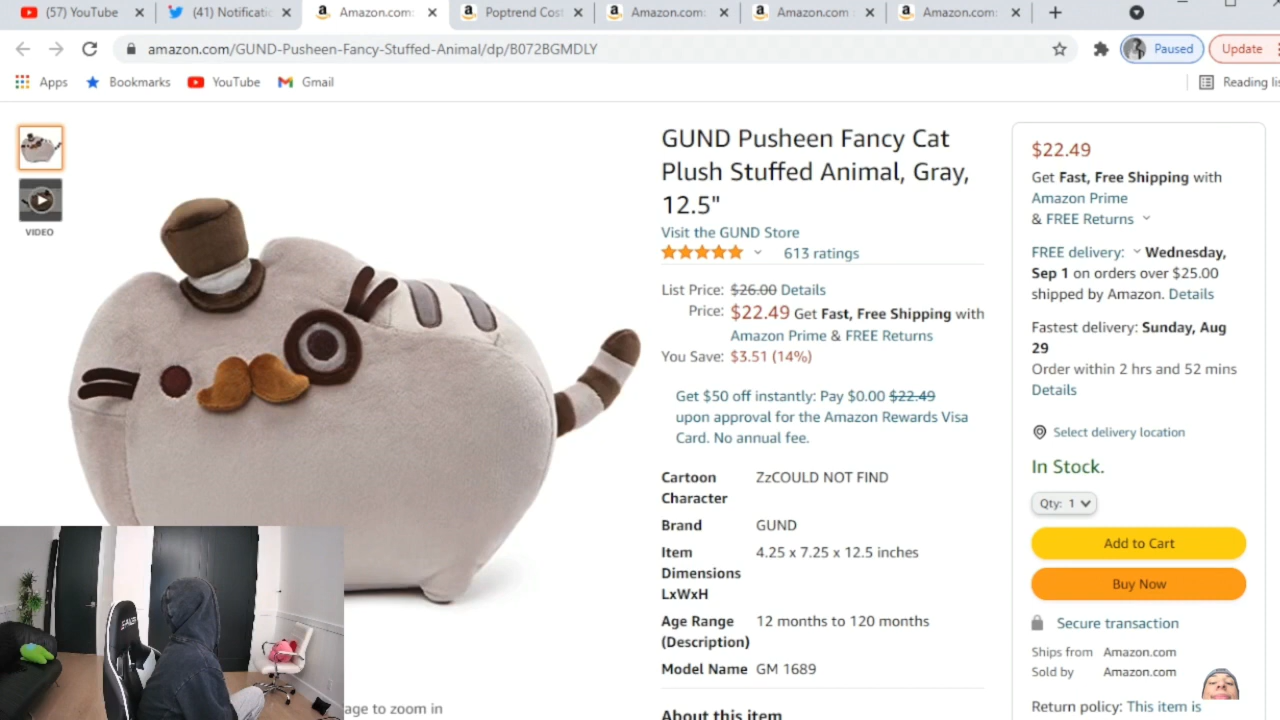 (57) YouTube
(41) Notificatic
Amazon.com:
Poptrend Cost
Amazon.com:
Amazon.com :
Amazon.com:
amazon.com/GUND-Pusheen-Fancy-Stuffed-Animal/dp/B072BGMDLY
Paused
Update
Apps
Bookmarks
YouTube
Gmail
Reading lis
VIDEO
GUND Pusheen Fancy Cat
Plush Stuffed Animal, Gray,
12.5"
Visit the GUND Store
613 ratings
List Price: $26.00 Details
Price: $22.49 Get Fast, Free Shipping with
Amazon Prime & FREE Returns
You Save: $3.51 (14%)
Get $50 off instantly: Pay $0.00 $22.49
upon approval for the Amazon Rewards Visa
Card. No annual fee.
Cartoon ZzCOULD NOT FIND
Character
Brand GUND
Item 4.25 x 7.25 x 12.5 inches
Dimensions
LxWxH
Age Range 12 months to 120 months
(Description)
Model Name GM 1689
About this item
age to zoom in
$22.49
Get Fast, Free Shipping with
Amazon Prime
& FREE Returns
FREE delivery: Wednesday,
Sep 1 on orders over $25.00
shipped by Amazon. Details
Fastest delivery: Sunday, Aug
29
Order within 2 hrs and 52 mins
Details
Select delivery location
In Stock.
Qty: 1
Add to Cart
Buy Now
Secure transaction
Ships from Amazon.com
Sold by Amazon.com
Return policy: This item is